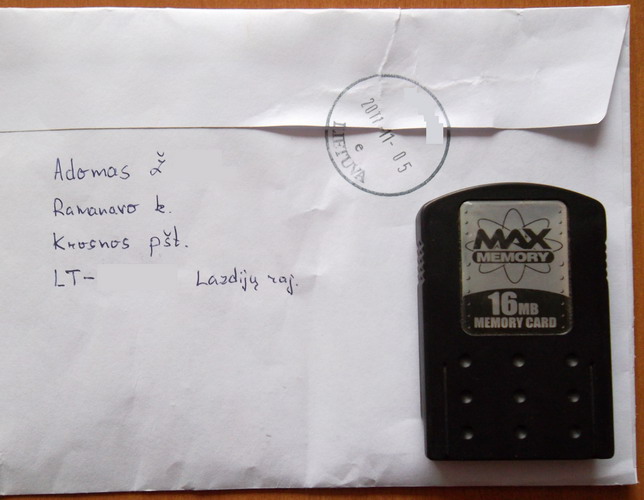 Adomas Ž
Ramanavo k.
Krosnos pšt.
LT- Lazdijų raj.
2011-11-05
e
LIETUVA
MAX
MEMORY
16MB
MEMORY CARD